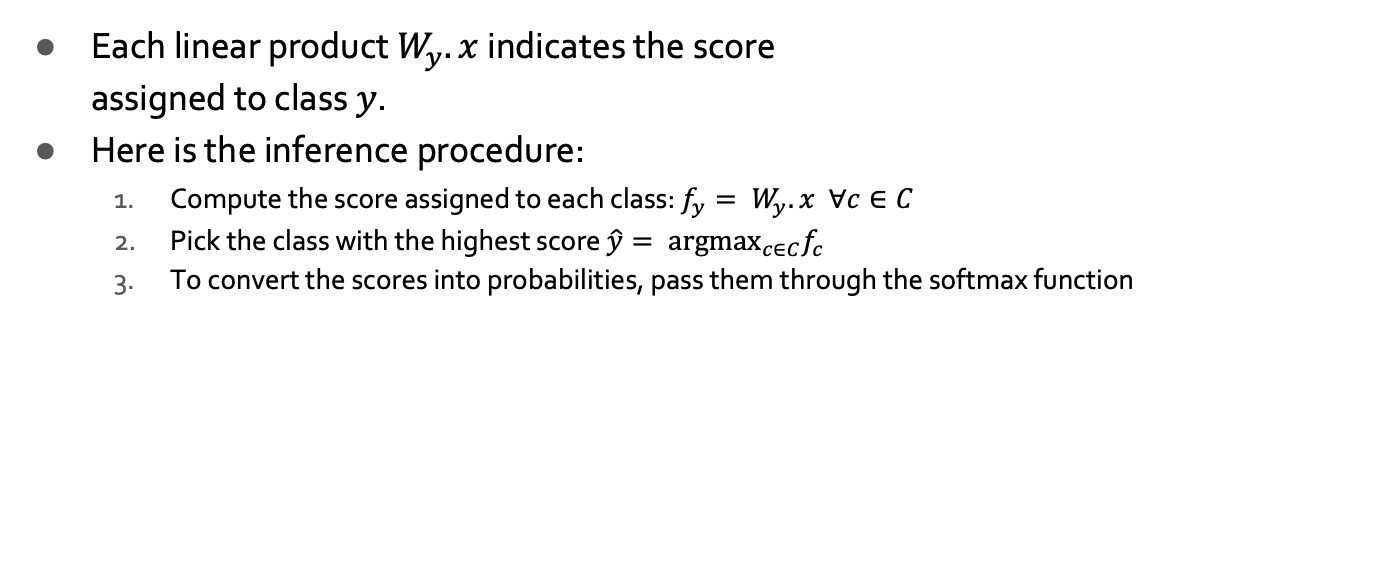 ● Each linear product W_y. x indicates the score
assigned to class y.
● Here is the inference procedure:
1. Compute the score assigned to each class: f_y = W_y. x ∀c ∈ C
2. Pick the class with the highest score ŷ = argmax_{c∈C} f_c
3. To convert the scores into probabilities, pass them through the softmax function